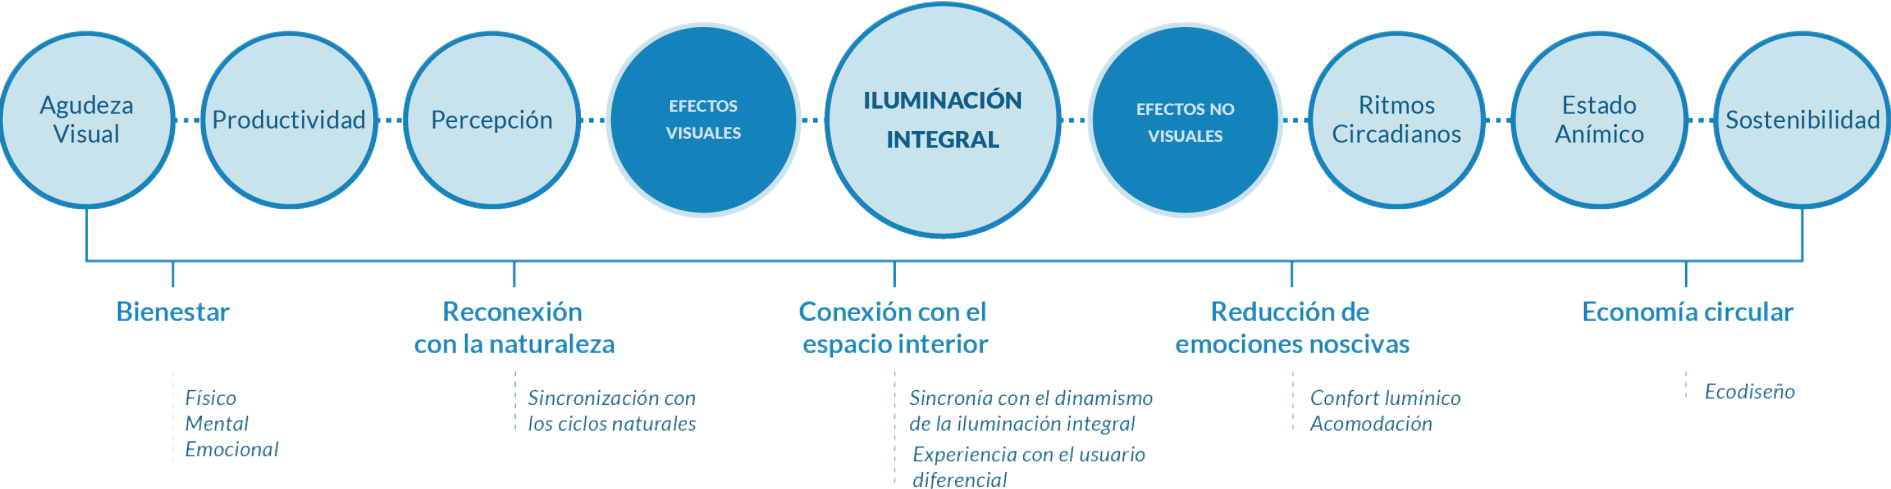 Agudeza
Visual
Productividad
Percepción
EFECTOS
VISUALES
ILUMINACIÓN
INTEGRAL
EFECTOS NO
VISUALES
Ritmos
Circadianos
Estado
Anímico
Sostenibilidad
Bienestar
Físico
Mental
Emocional
Reconexión
con la naturaleza
Sincronización con
los ciclos naturales
Conexión con el
espacio interior
Sincronía con el dinamismo
de la iluminación integral
Experiencia con el usuario
diferencial
Reducción de
emociones noscivas
Confort lumínico
Acomodación
Economía circular
Ecodiseño